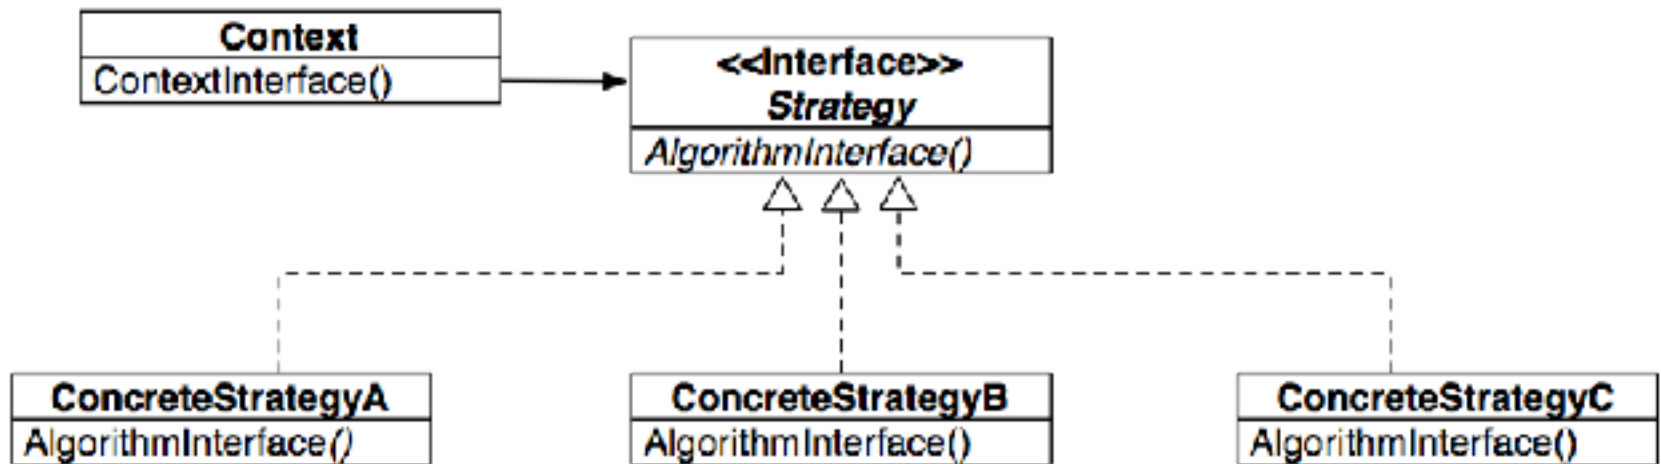 Context
ContextInterface()
<<Interface>>
Strategy
AlgorithmInterface()
ConcreteStrategyA
AlgorithmInterface()
ConcreteStrategyB
AlgorithmInterface()
ConcreteStrategyC
AlgorithmInterface()